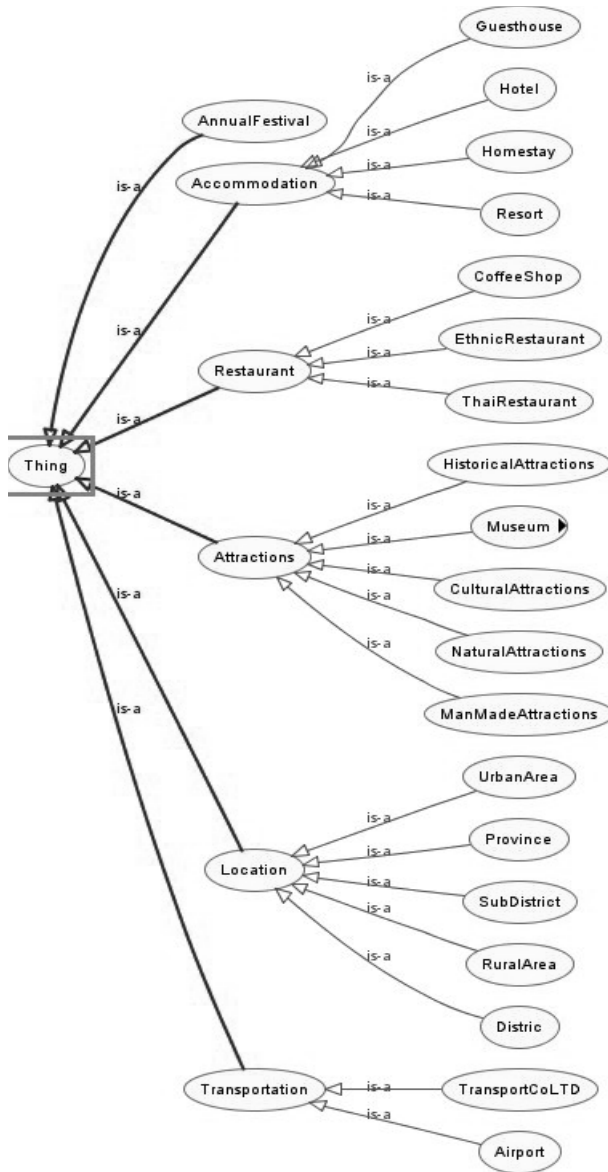 Guesthouse
is-a
Hotel
is-a
AnnualFestival
Homestay
is-a
is-a
Accommodation
is-a
Resort
CoffeeShop
is-a
is-a
EthnicRestaurant
is-a
Restaurant
is-a
ThaiRestaurant
is-a
Thing
HistoricalAttractions
is-a
is-a
Museum
is-a
Attractions
is-a
CulturalAttractions
is-a
is-a
is-a
NaturalAttractions
is-a
ManMadeAttractions
UrbanArea
is-a
Province
is-a
Location
is-a
SubDistrict
is-a
RuralArea
is-a
Distric
Transportation
is-a
TransportCoLTD
is-a
Airport